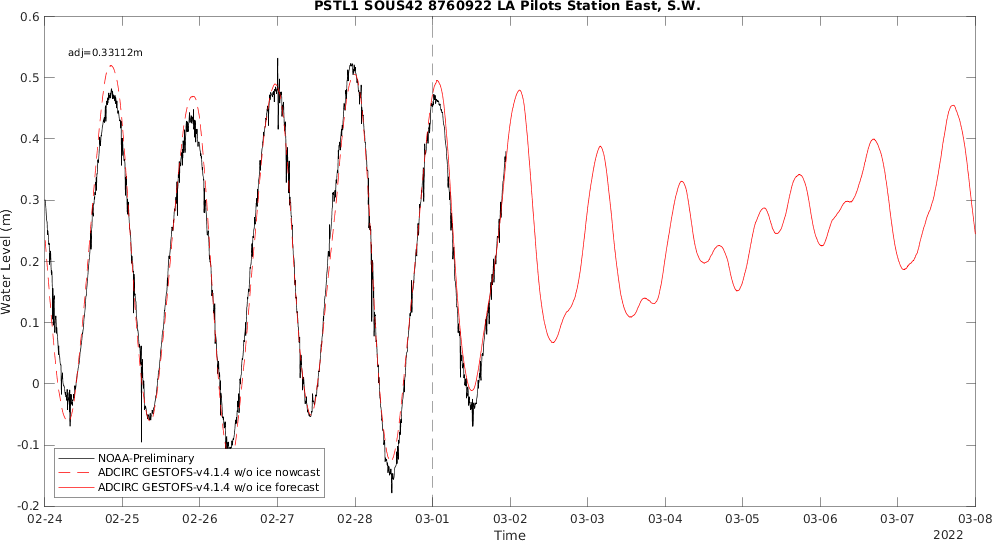 PSTL1 SOUS42 8760922 LA Pilots Station East, S.W.
adj=0.33112m
Water Level (m)
0.6
0.5
0.4
0.3
0.2
0.1
0
-0.1
-0.2
NOAA-Preliminary
ADCIRC GESTOFS-v4.1.4 w/o ice nowcast
ADCIRC GESTOFS-v4.1.4 w/o ice forecast
02-24 02-25 02-26 02-27 02-28 03-01 03-02 03-03 03-04 03-05 03-06 03-07 03-08
Time
2022